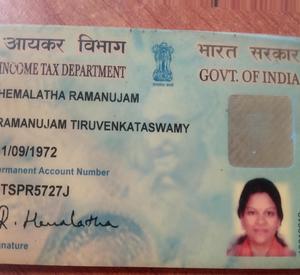 आयकर विभाग भारत सरकार
INCOME TAX DEPARTMENT GOVT. OF INDIA
HEMALATHA RAMANUJAM
RAMANUJAM TIRUVENKATASWAMY
1/09/1972
ermanent Account Number
TSPR5727J
R. Hemalatha
ignature